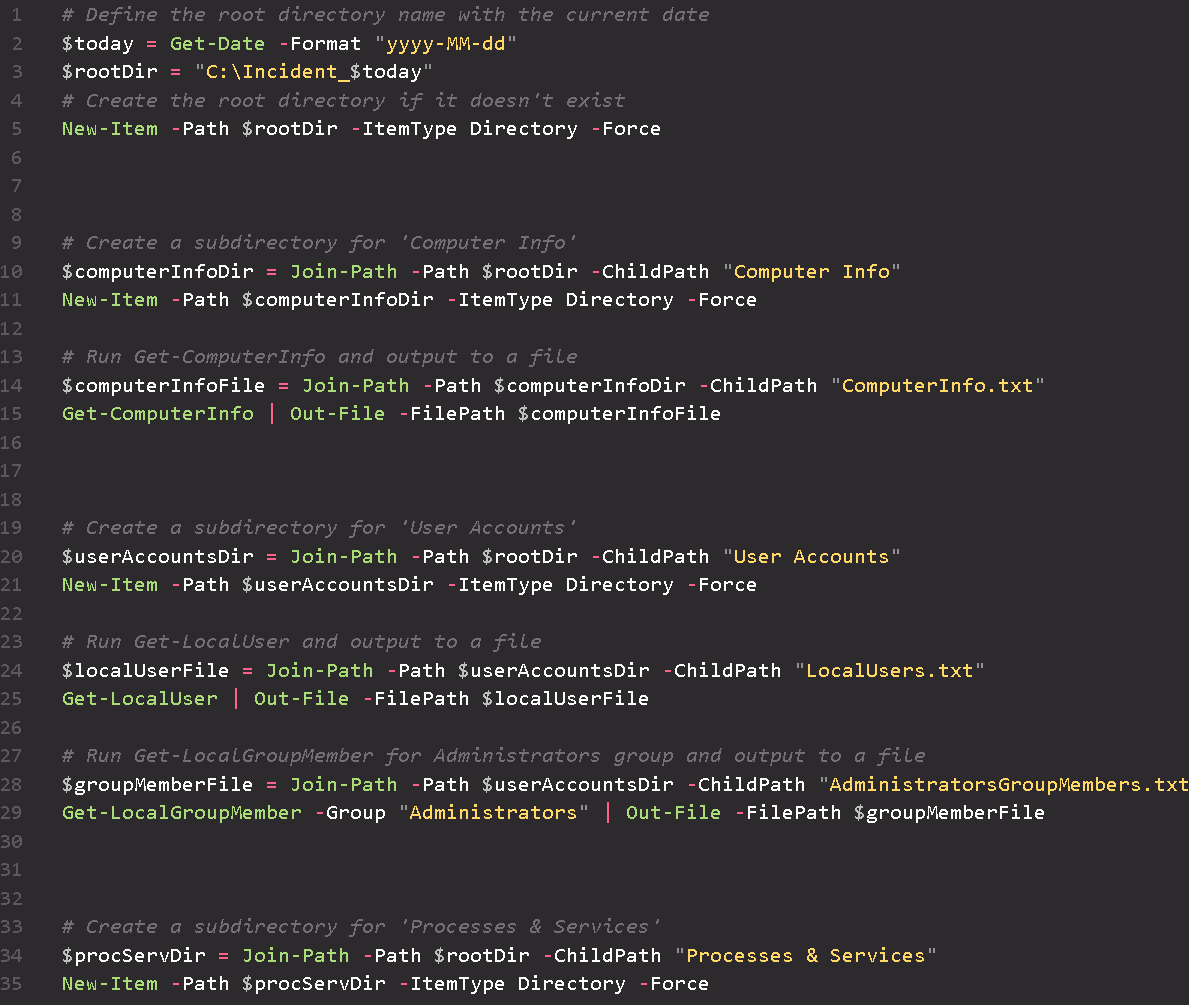 1 # Define the root directory name with the current date
2 $today = Get-Date -Format "yyyy-MM-dd"
3 $rootDir = "C:\Incident_$today"
4 # Create the root directory if it doesn't exist
5 New-Item -Path $rootDir -ItemType Directory -Force
6
7
8
9 # Create a subdirectory for 'Computer Info'
10 $computerInfoDir = Join-Path -Path $rootDir -ChildPath "Computer Info"
11 New-Item -Path $computerInfoDir -ItemType Directory -Force
12
13 # Run Get-ComputerInfo and output to a file
14 $computerInfoFile = Join-Path -Path $computerInfoDir -ChildPath "ComputerInfo.txt"
15 Get-ComputerInfo | Out-File -FilePath $computerInfoFile
16
17
18
19 # Create a subdirectory for 'User Accounts'
20 $userAccountsDir = Join-Path -Path $rootDir -ChildPath "User Accounts"
21 New-Item -Path $userAccountsDir -ItemType Directory -Force
22
23 # Run Get-LocalUser and output to a file
24 $localUserFile = Join-Path -Path $userAccountsDir -ChildPath "LocalUsers.txt"
25 Get-LocalUser | Out-File -FilePath $localUserFile
26
27 # Run Get-LocalGroupMember for Administrators group and output to a file
28 $groupMemberFile = Join-Path -Path $userAccountsDir -ChildPath "AdministratorsGroupMembers.txt
29 Get-LocalGroupMember -Group "Administrators" | Out-File -FilePath $groupMemberFile
30
31
32
33 # Create a subdirectory for 'Processes & Services'
34 $procServDir = Join-Path -Path $rootDir -ChildPath "Processes & Services"
35 New-Item -Path $procServDir -ItemType Directory -Force